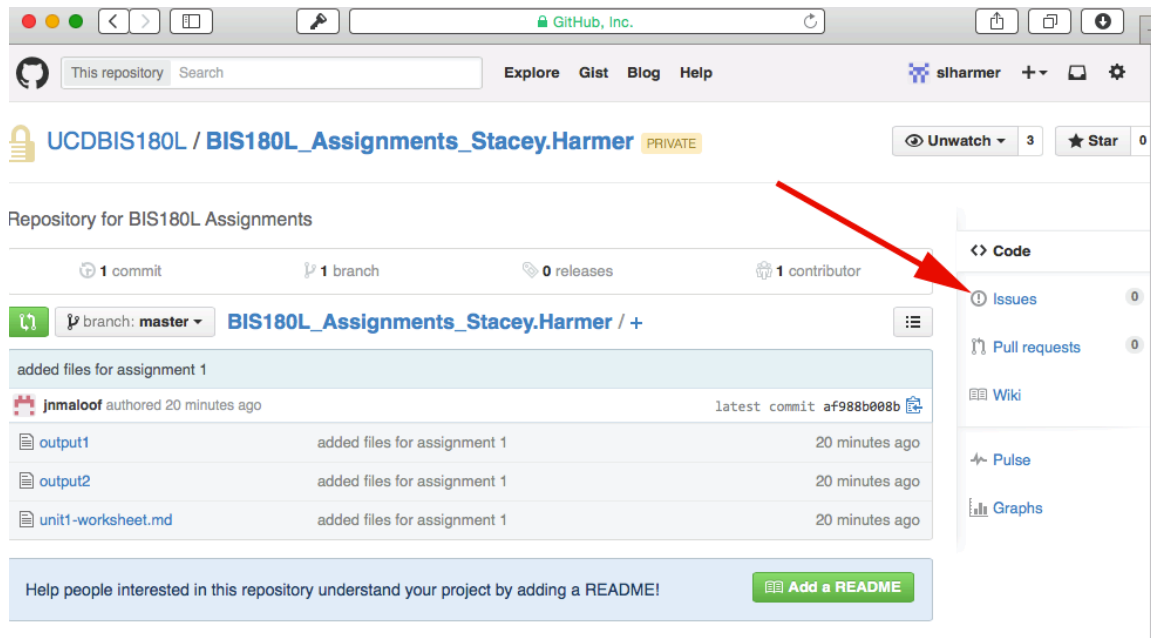 GitHub, Inc.
This repository Search Explore Gist Blog Help slharmer
UCDBIS180L / BIS180L_Assignments_Stacey.Harmer PRIVATE Unwatch 3 Star 0
Repository for BIS180L Assignments
<> Code
1 commit 1 branch 0 releases 1 contributor
Issues 0
branch: master BIS180L_Assignments_Stacey.Harmer / +
Pull requests 0
added files for assignment 1
Wiki
jnmaloof authored 20 minutes ago latest commit af988b008b
output1 added files for assignment 1 20 minutes ago
Pulse
output2 added files for assignment 1 20 minutes ago
Graphs
unit1-worksheet.md added files for assignment 1 20 minutes ago
Help people interested in this repository understand your project by adding a README! Add a README